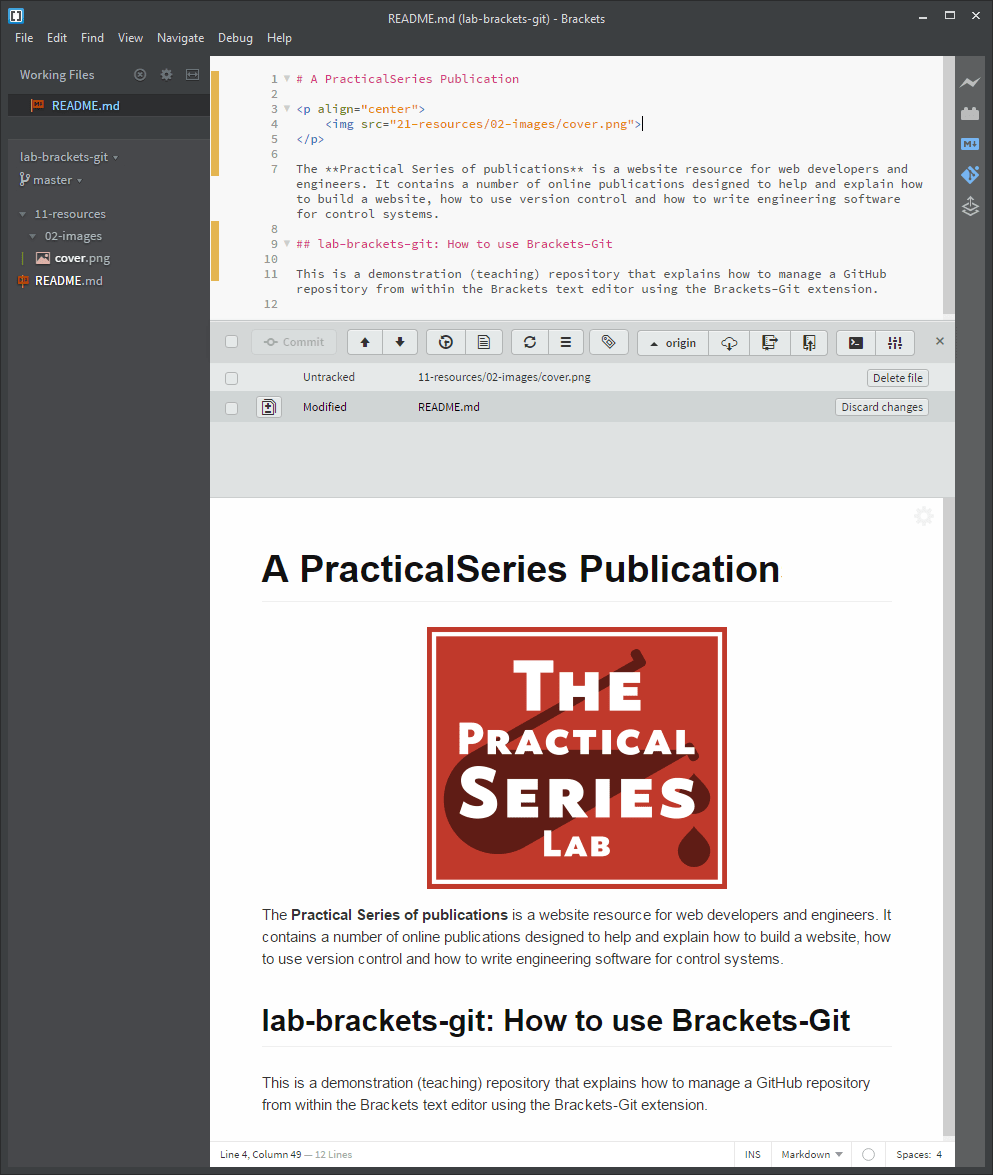 README.md (lab-brackets-git) - Brackets
File Edit Find View Navigate Debug Help
Working Files
README.md
lab-brackets-git
master
11-resources
02-images
cover.png
README.md
1 # A PracticalSeries Publication
2
3 <p align="center">
4 <img src="21-resources/02-images/cover.png">
5 </p>
6
7 The **Practical Series of publications** is a website resource for web developers and
engineers. It contains a number of online publications designed to help and explain how
to build a website, how to use version control and how to write engineering software
for control systems.
8
9 ## lab-brackets-git: How to use Brackets-Git
10
11 This is a demonstration (teaching) repository that explains how to manage a GitHub
repository from within the Brackets text editor using the Brackets-Git extension.
12
M+
Commit origin
Untracked 11-resources/02-images/cover.png Delete file
Modified README.md Discard changes
A PracticalSeries Publication
THE
PRACTICAL
SERIES
LAB
The Practical Series of publications is a website resource for web developers and engineers. It
contains a number of online publications designed to help and explain how to build a website, how
to use version control and how to write engineering software for control systems.
lab-brackets-git: How to use Brackets-Git
This is a demonstration (teaching) repository that explains how to manage a GitHub repository
from within the Brackets text editor using the Brackets-Git extension.
Line 4, Column 49 — 12 Lines INS Markdown Spaces: 4